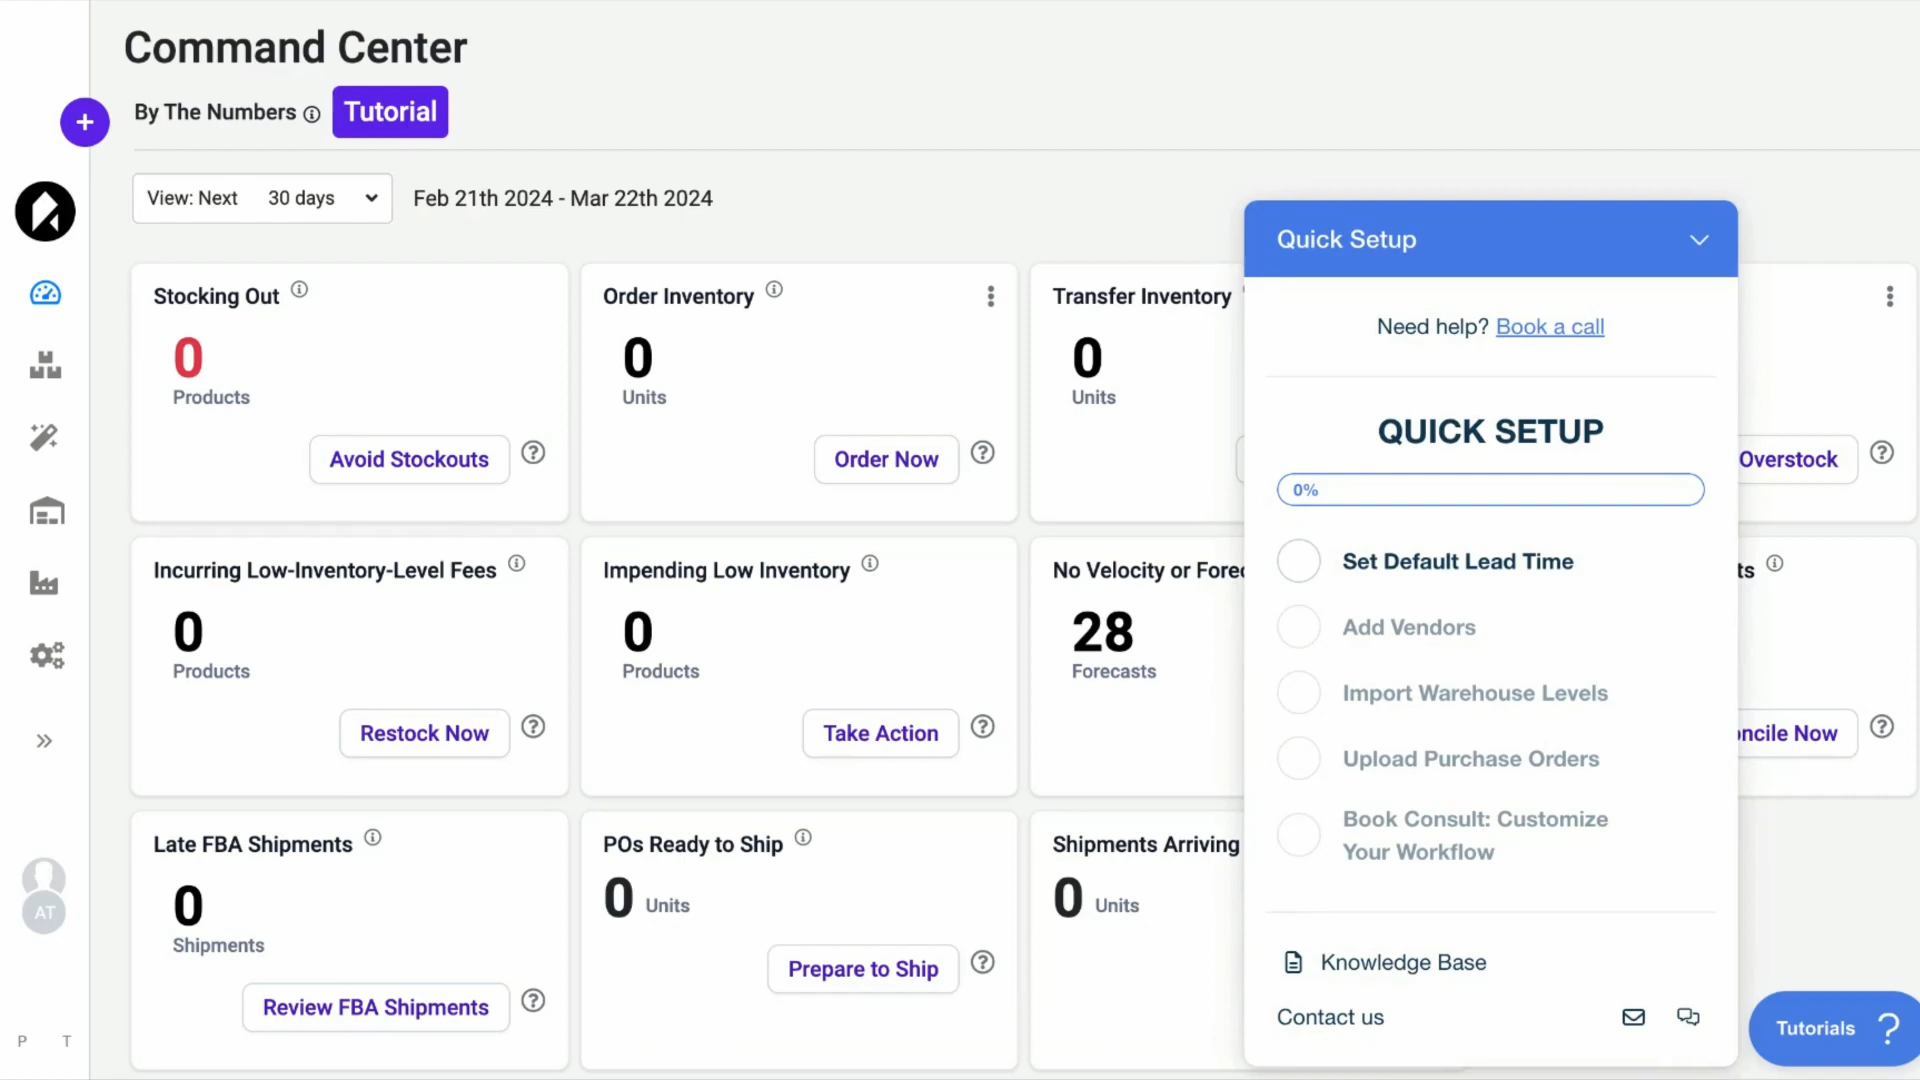 Command Center
By The Numbers
Tutorial
View: Next 30 days
Feb 21th 2024 - Mar 22th 2024
Stocking Out
0
Products
Avoid Stockouts
Order Inventory
0
Units
Order Now
Transfer Inventory
0
Units
Overstock
Incurring Low-Inventory-Level Fees
0
Products
Restock Now
Impending Low Inventory
0
Products
Take Action
No Velocity or Forec
28
Forecasts
ts
ncile Now
Late FBA Shipments
0
Shipments
Review FBA Shipments
POs Ready to Ship
0 Units
Prepare to Ship
Shipments Arriving
0 Units
Quick Setup
Need help? Book a call
QUICK SETUP
0%
Set Default Lead Time
Add Vendors
Import Warehouse Levels
Upload Purchase Orders
Book Consult: Customize
Your Workflow
Knowledge Base
Contact us
Tutorials ?
AT
P T